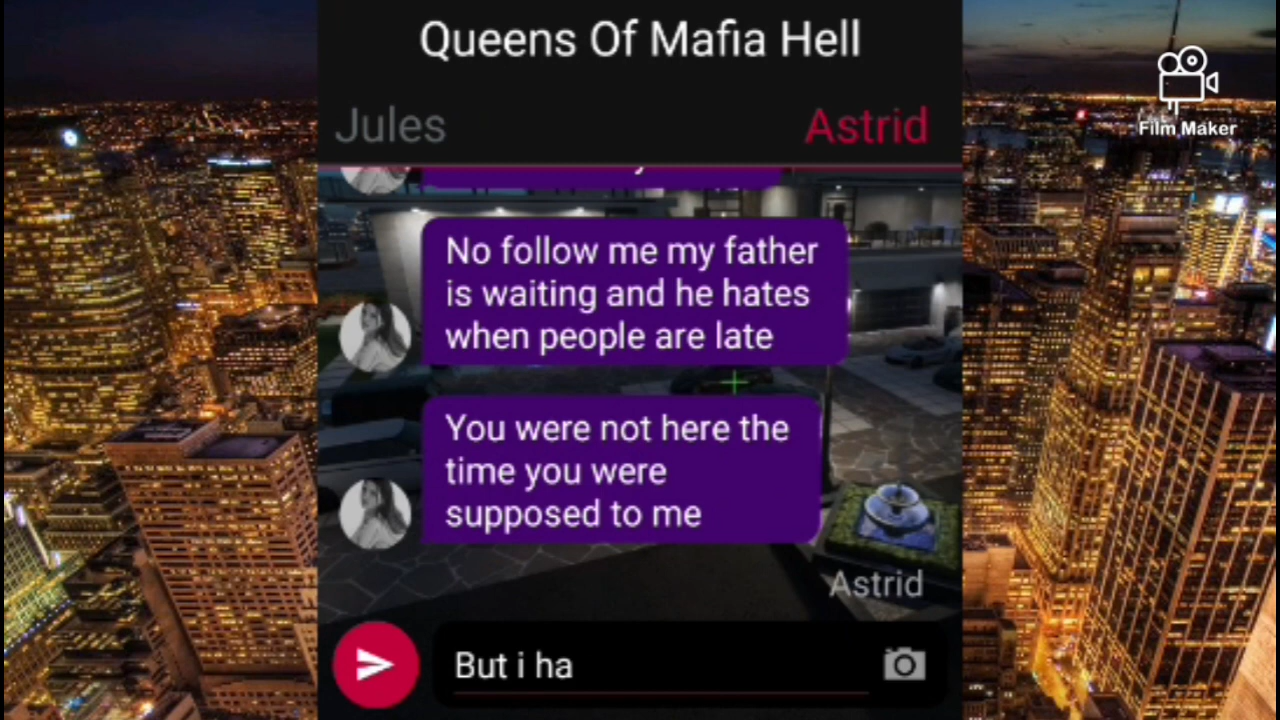 Queens Of Mafia Hell
Jules
Astrid
Film Maker
No follow me my father
is waiting and he hates
when people are late
You were not here the
time you were
supposed to me
Astrid
But i ha